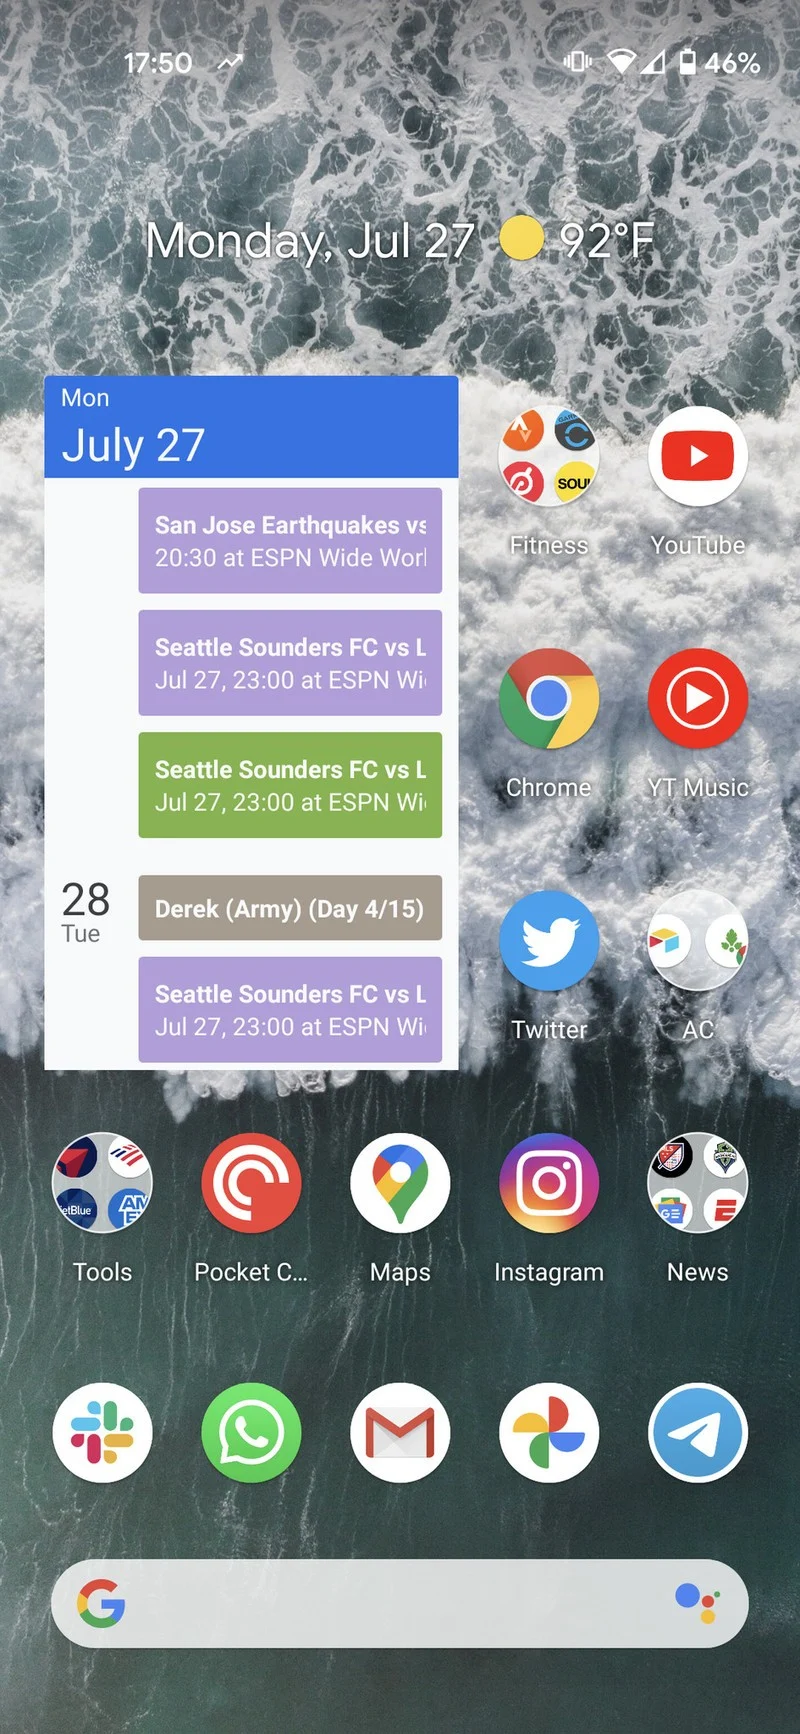 17:50 46%
Monday, Jul 27 92°F
Mon
July 27
San Jose Earthquakes vs
20:30 at ESPN Wide Worl
Seattle Sounders FC vs L
Jul 27, 23:00 at ESPN Wi
Seattle Sounders FC vs L
Jul 27, 23:00 at ESPN Wi
28
Tue
Derek (Army) (Day 4/15)
Seattle Sounders FC vs L
Jul 27, 23:00 at ESPN Wi
SOUL
Fitness
YouTube
Chrome
YT Music
Twitter
AC
etBlue
AM
Tools
Pocket C...
Maps
Instagram
GE
News